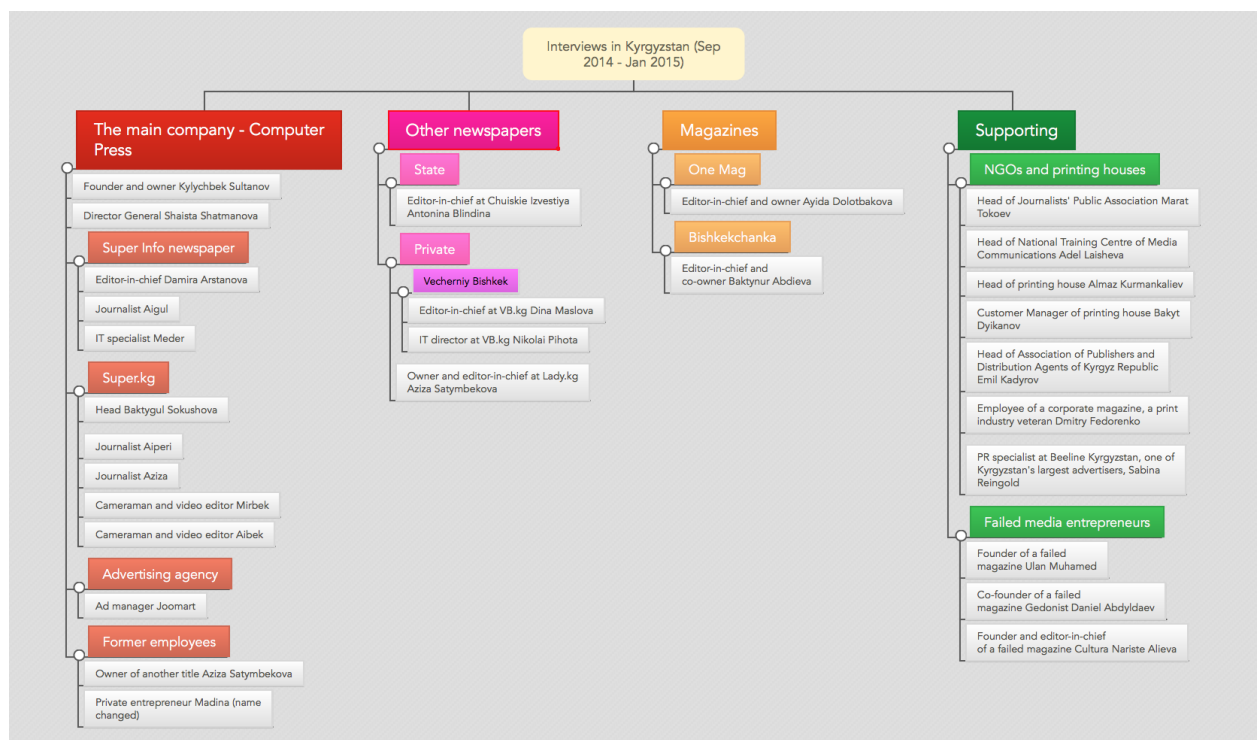 Interviews in Kyrgyzstan (Sep
2014 - Jan 2015)
The main company - Computer
Press
Founder and owner Kylychbek Sultanov
Director General Shaista Shatmanova
Super Info newspaper
Editor-in-chief Damira Arstanova
Journalist Aigul
IT specialist Meder
Super.kg
Head Baktygul Sokushova
Journalist Aiperi
Journalist Aziza
Cameraman and video editor Mirbek
Cameraman and video editor Aibek
Advertising agency
Ad manager Joomart
Former employees
Owner of another title Aziza Satymbekova
Private entrepreneur Madina (name
changed)
Other newspapers
State
Editor-in-chief at Chuiskie Izvestiya
Antonina Blindina
Private
Vecherniy Bishkek
Editor-in-chief at VB.kg Dina Maslova
IT director at VB.kg Nikolai Pihota
Owner and editor-in-chief at Lady.kg
Aziza Satymbekova
Magazines
One Mag
Editor-in-chief and owner Ayida Dolotbakova
Bishkekchanka
Editor-in-chief and
co-owner Baktynur Abdieva
Supporting
NGOs and printing houses
Head of Journalists' Public Association Marat
Tokoev
Head of National Training Centre of Media
Communications Adel Laisheva
Head of printing house Almaz Kurmankaliev
Customer Manager of printing house Bakyt
Dyikanov
Head of Association of Publishers and
Distribution Agents of Kyrgyz Republic
Emil Kadyrov
Employee of a corporate magazine, a print
industry veteran Dmitry Fedorenko
PR specialist at Beeline Kyrgyzstan, one of
Kyrgyzstan's largest advertisers, Sabina
Reingold
Failed media entrepreneurs
Founder of a failed
magazine Ulan Muhamed
Co-founder of a failed
magazine Gedonist Daniel Abdyldaev
Founder and editor-in-chief
of a failed magazine Cultura Nariste Alieva